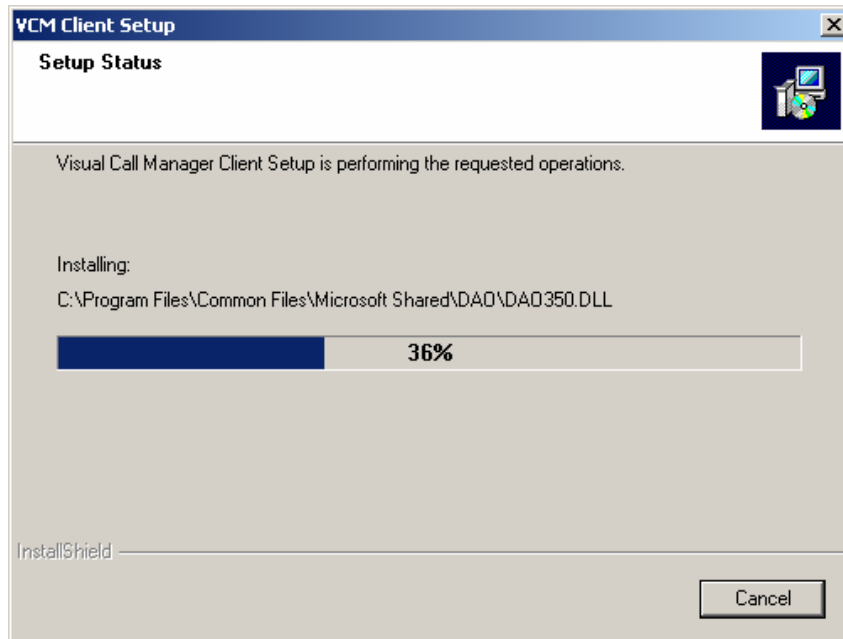 VCM Client Setup
Setup Status
Visual Call Manager Client Setup is performing the requested operations.
Installing:
C:\Program Files\Common Files\Microsoft Shared\DAO\DAO350.DLL
36%
InstallShield
Cancel